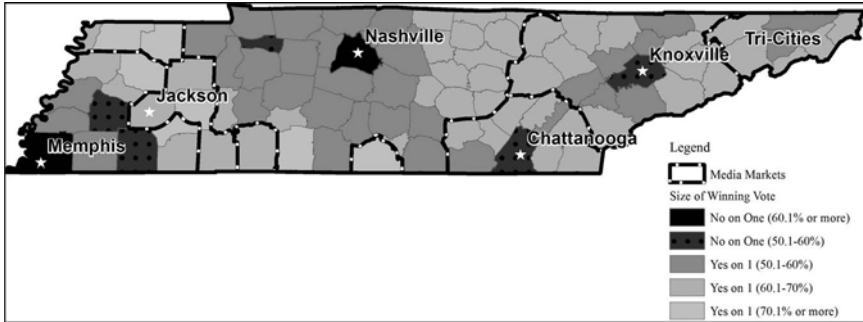 Nashville
Knoxville
Tri-Cities
Jackson
Memphis
Chattanooga
Legend
Media Markets
Size of Winning Vote
No on One (60.1% or more)
No on One (50.1-60%)
Yes on 1 (50.1-60%)
Yes on 1 (60.1-70%)
Yes on 1 (70.1% or more)